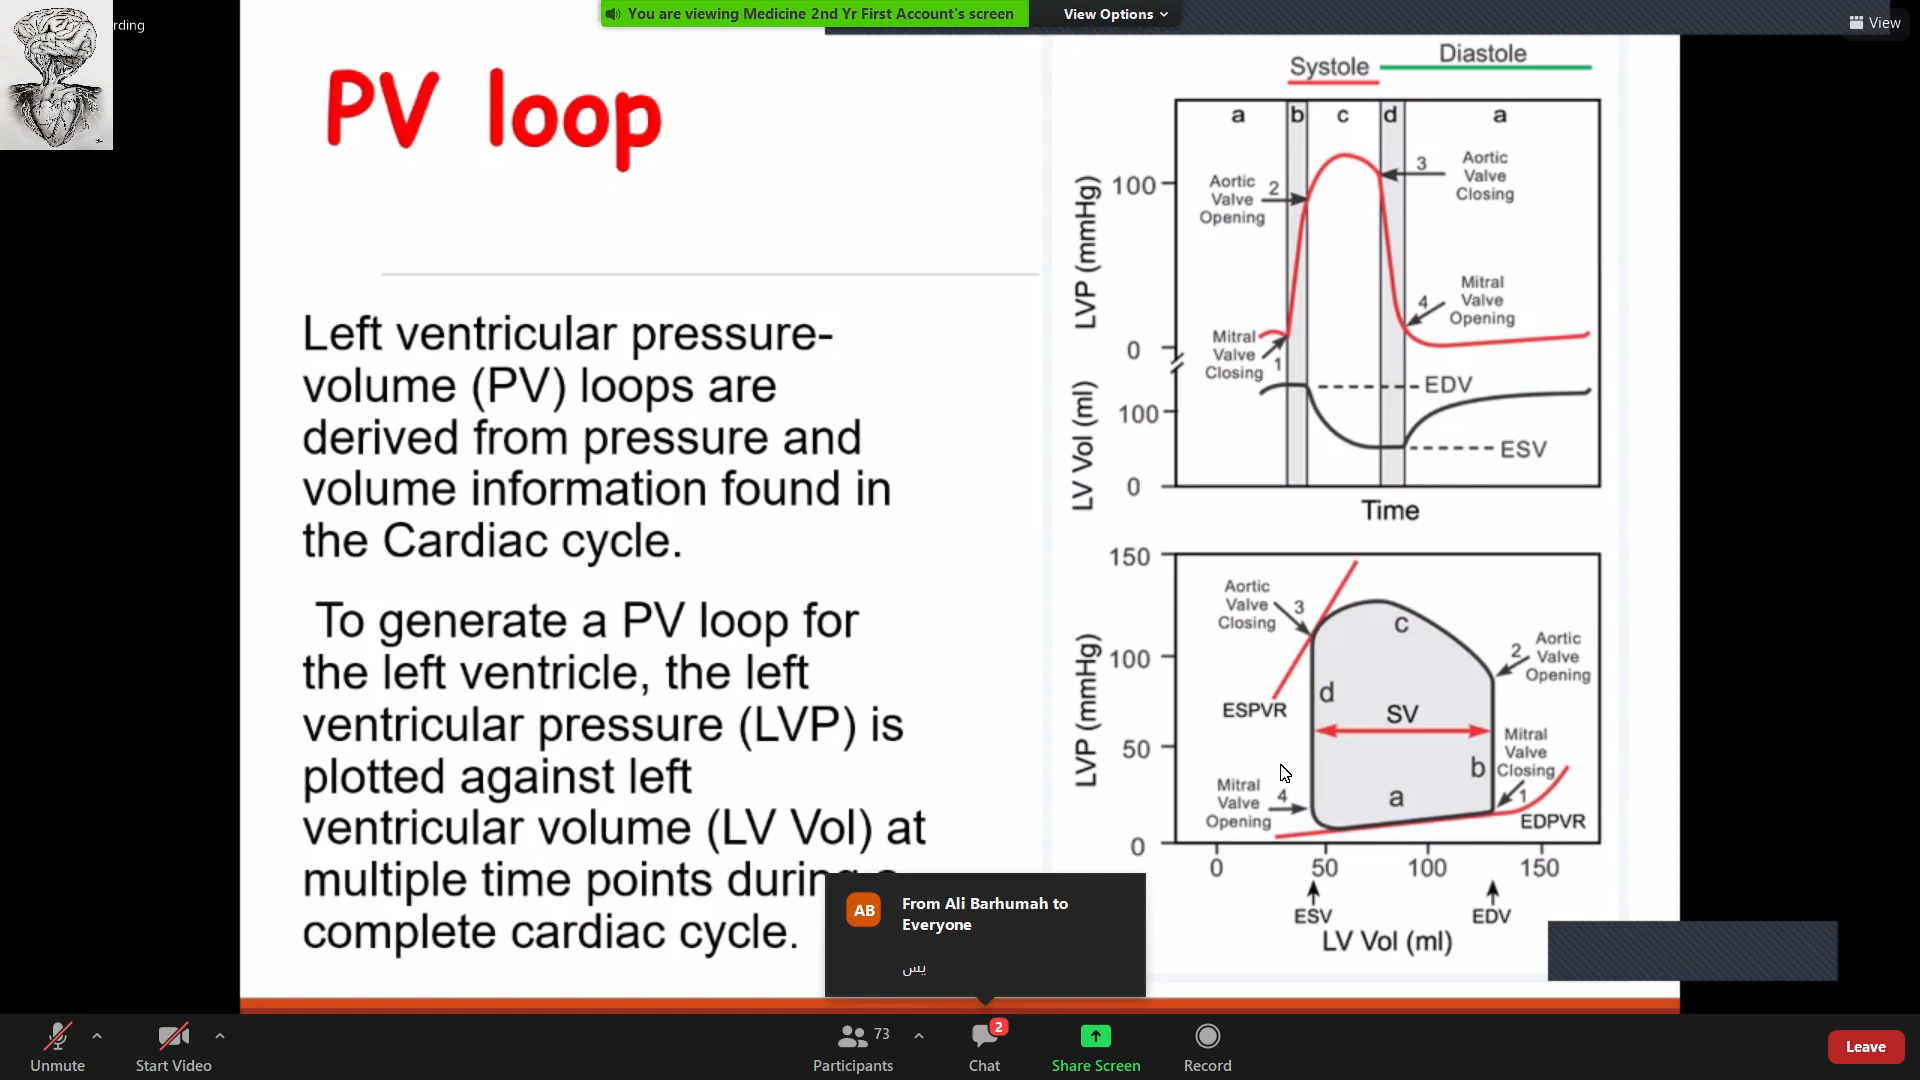 rding
You are viewing Medicine 2nd Yr First Account's screen
View Options
View
PV loop
Left ventricular pressure-
volume (PV) loops are
derived from pressure and
volume information found in
the Cardiac cycle.
To generate a PV loop for
the left ventricle, the left
ventricular pressure (LVP) is
plotted against left
ventricular volume (LV Vol) at
multiple time points during a
complete cardiac cycle.
Systole
Diastole
a b c d a
LVP (mmHg)
100
0
Aortic
Valve
Opening
2
3
Aortic
Valve
Closing
Mitral
Valve
Closing
1
4
Mitral
Valve
Opening
LV Vol (ml)
100
0
EDV
ESV
Time
LVP (mmHg)
150
100
50
0
Aortic
Valve
Closing
3
c
2
Aortic
Valve
Opening
ESPVR
d
SV
b
Mitral
Valve
Closing
1
Mitral
Valve
Opening
4
a
EDPVR
0 50 100 150
ESV
EDV
LV Vol (ml)
AB
From Ali Barhumah to
Everyone
يس
Unmute
Start Video
73
Participants
2
Chat
Share Screen
Record
Leave